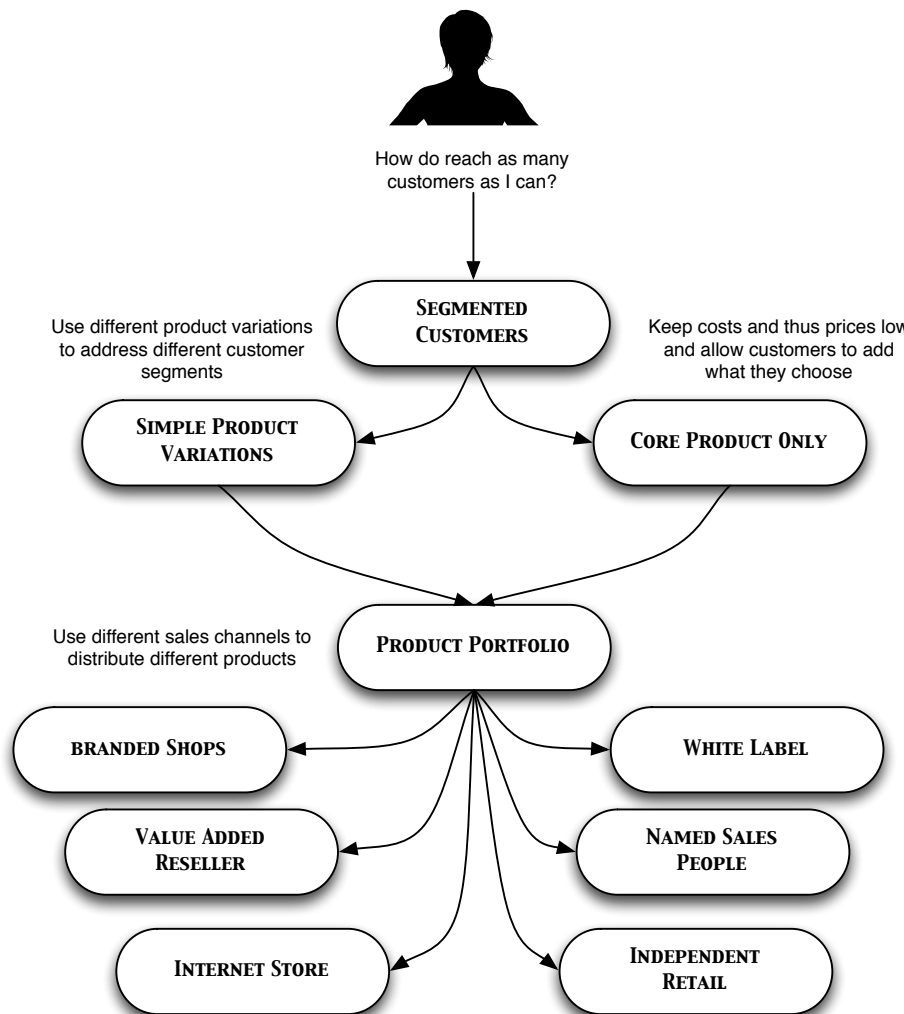 How do reach as many
customers as I can?
Segmented
Customers
Use different product variations
to address different customer
segments
Keep costs and thus prices low
and allow customers to add
what they choose
Simple Product
Variations
Core Product Only
Use different sales channels to
distribute different products
Product Portfolio
branded Shops
White Label
Value Added
Reseller
Named Sales
People
Internet Store
Independent
Retail